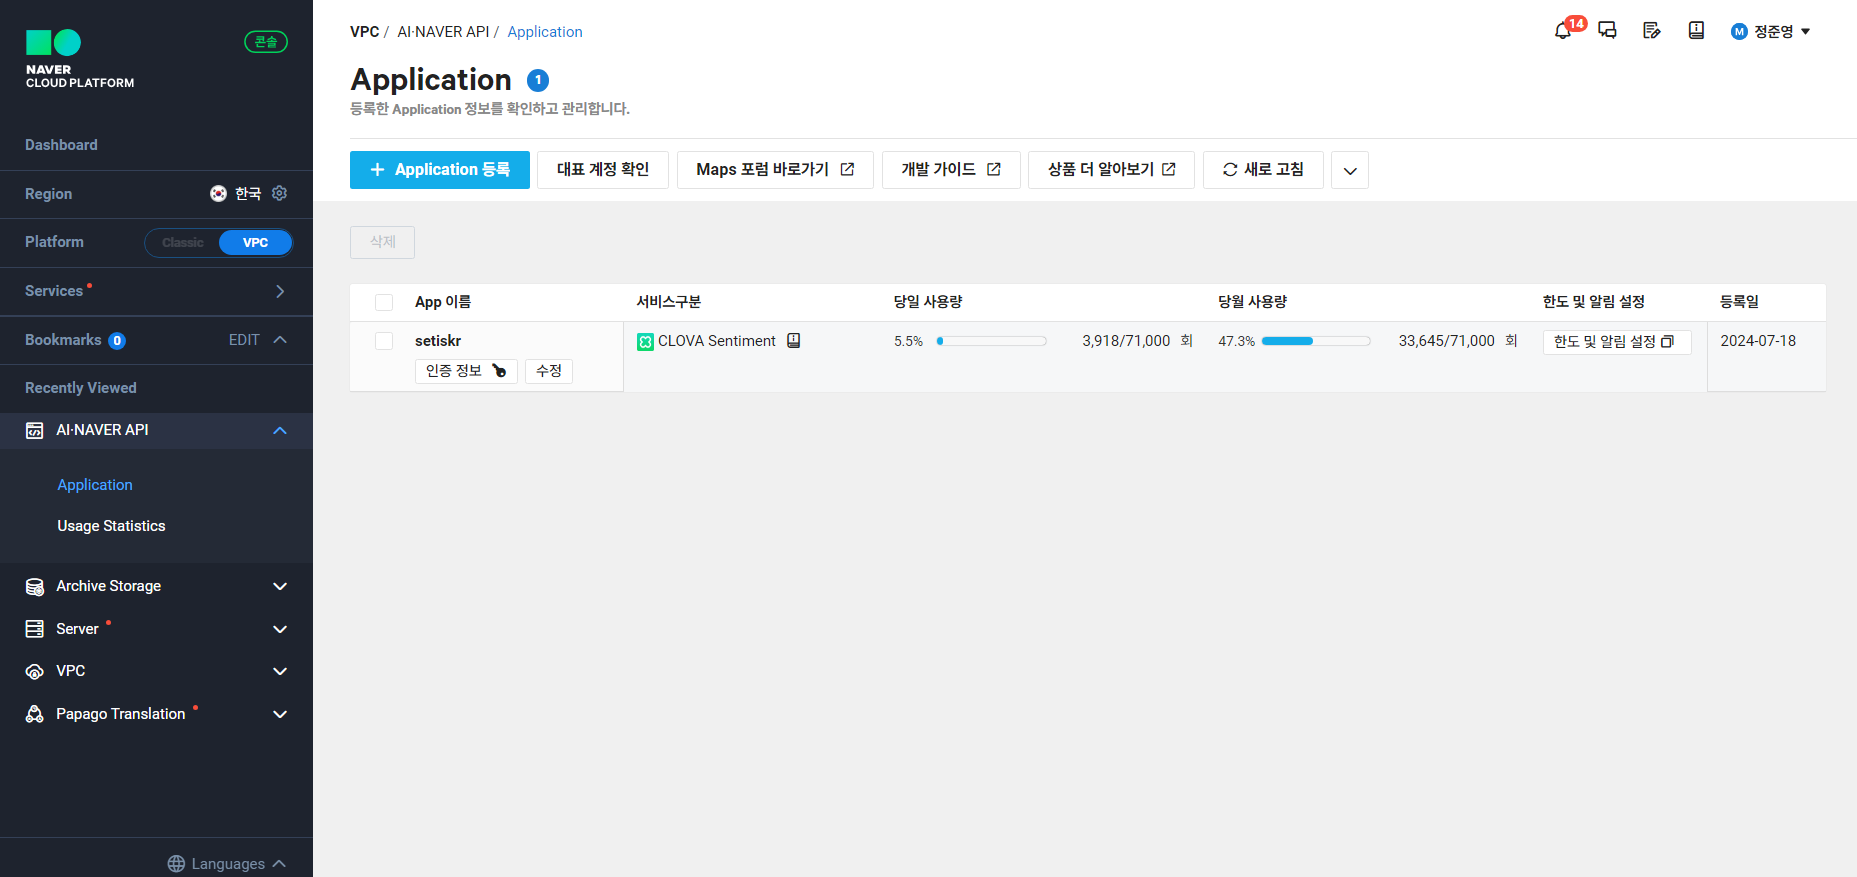 NAVER
CLOUD PLATFORM
콘솔
Dashboard
Region 한국
Platform Classic VPC
Services
Bookmarks 0 EDIT
Recently Viewed
AI·NAVER API
Application
Usage Statistics
Archive Storage
Server
VPC
Papago Translation
Languages
VPC / AI·NAVER API / Application
14 M 정준영
Application 1
등록한 Application 정보를 확인하고 관리합니다.
+ Application 등록 대표 계정 확인 Maps 포럼 바로가기 개발 가이드 상품 더 알아보기 새로 고침
삭제
App 이름 서비스구분 당일 사용량 당월 사용량 한도 및 알림 설정 등록일
setiskr CLOVA Sentiment 5.5% 3,918/71,000 회 47.3% 33,645/71,000 회 한도 및 알림 설정 2024-07-18
인증 정보 수정